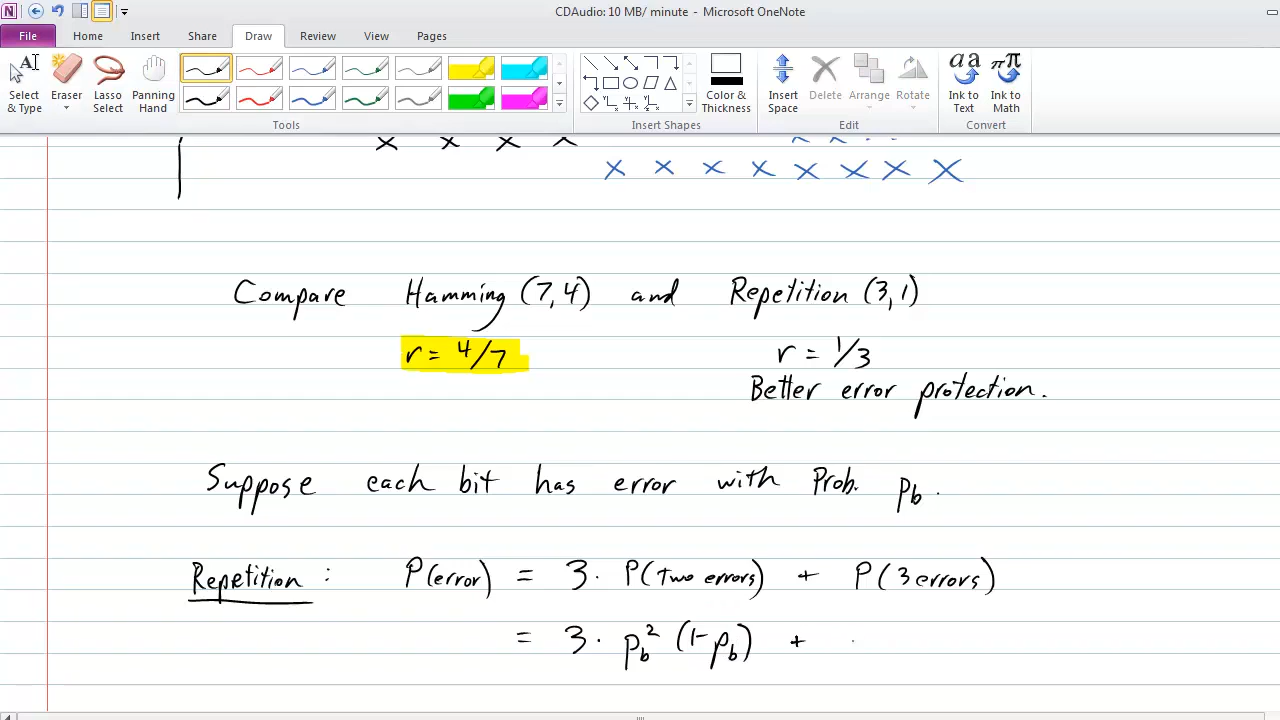 CDAudio: 10 MB/ minute - Microsoft OneNote
File Home Insert Share Draw Review View Pages
Select & Type Eraser Lasso Select Panning Hand Color & Thickness Insert Space Delete Arrange Rotate Ink to Text Ink to Math
Tools Insert Shapes Edit Convert
x x x x x x
x x x x x x x x
Compare Hamming (7,4) and Repetition (3,1)
r = 4/7 r = 1/3
Better error protection.
Suppose each bit has error with Prob. pb.
Repetition: P(error) = 3 · P(two errors) + P(3 errors)
= 3 · pb² (1-pb) +